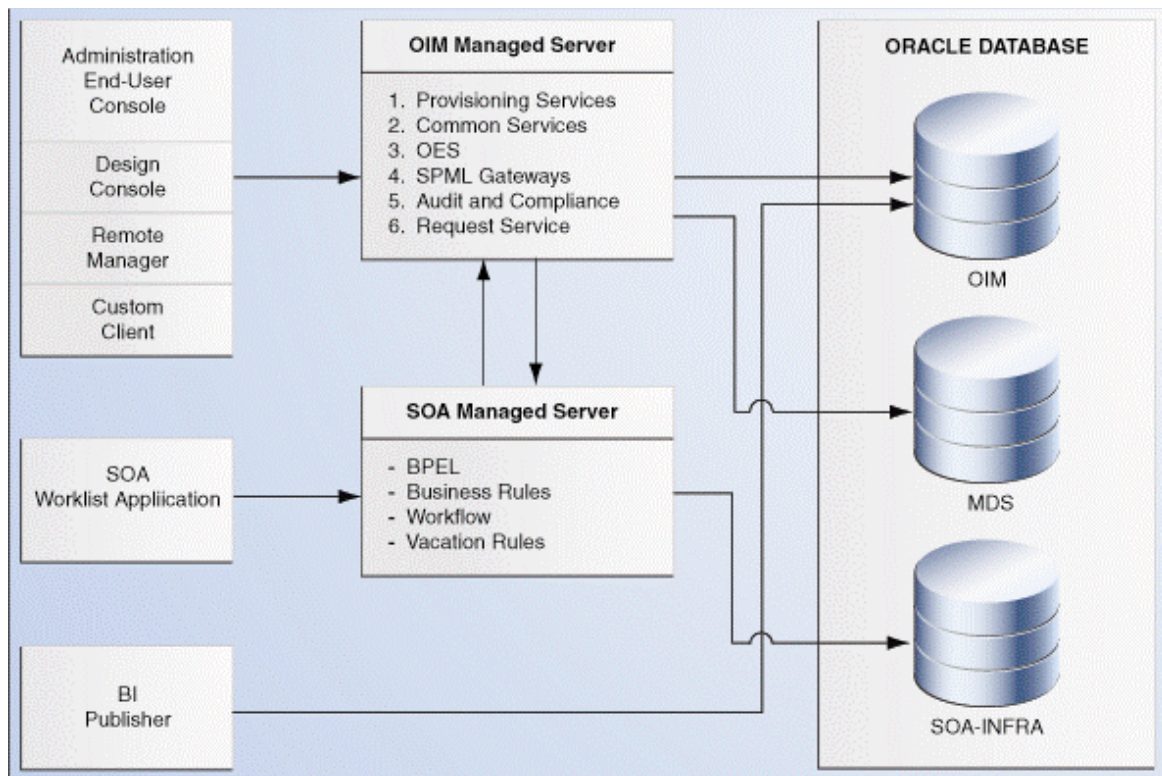 Administration
End-User
Console
Design
Console
Remote
Manager
Custom
Client
SOA
Worklist Appliication
BI
Publisher
OIM Managed Server
1. Provisioning Services
2. Common Services
3. OES
4. SPML Gateways
5. Audit and Compliance
6. Request Service
SOA Managed Server
- BPEL
- Business Rules
- Workflow
- Vacation Rules
ORACLE DATABASE
OIM
MDS
SOA-INFRA